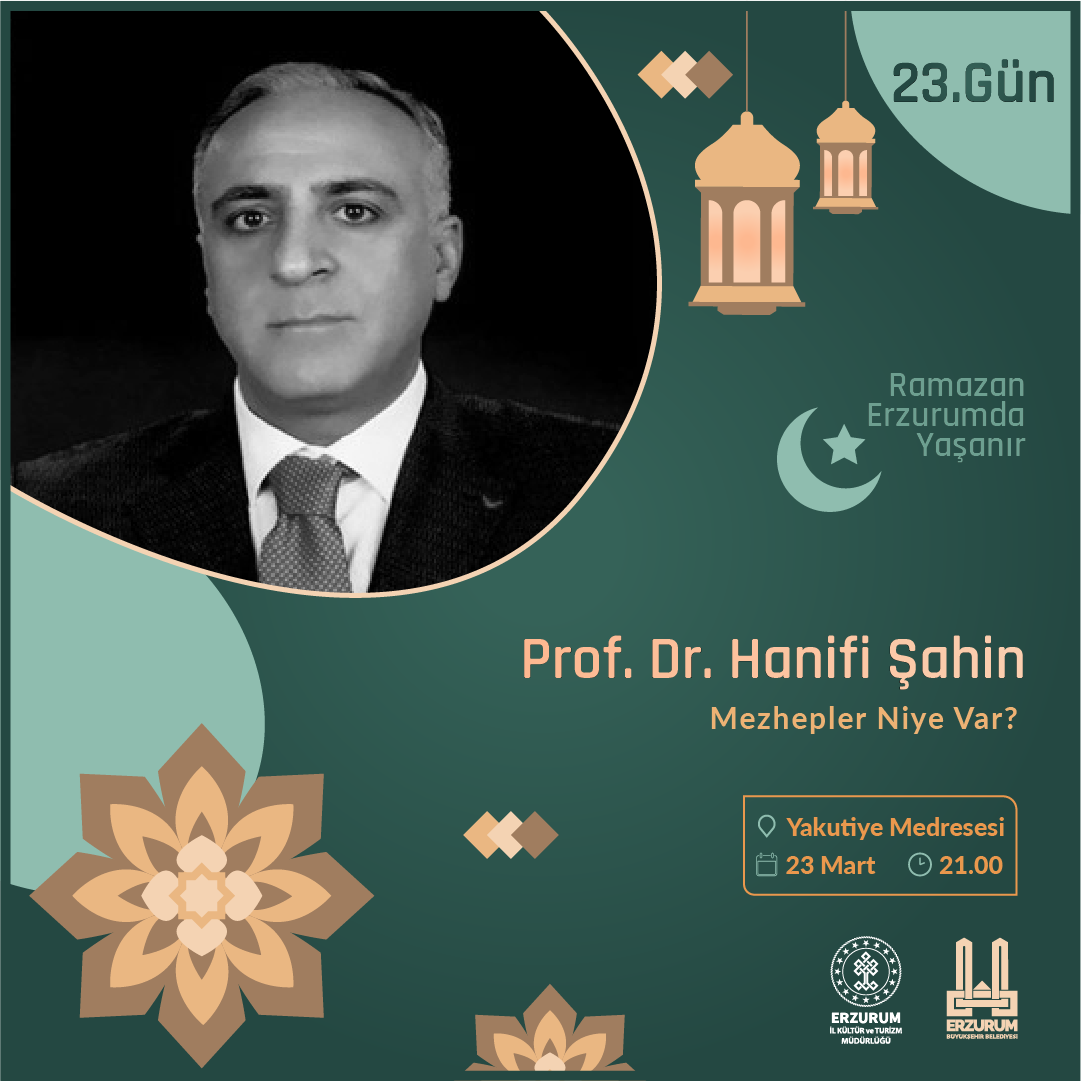 23.Gün
Ramazan
Erzurumda
Yaşanır
Prof. Dr. Hanifi Şahin
Mezhepler Niye Var?
Yakutiye Medresesi
23 Mart 21.00
ERZURUM
İL KÜLTÜR ve TURİZM
MÜDÜRLÜĞÜ
ERZURUM
BÜYÜKŞEHİR BELEDİYESİ